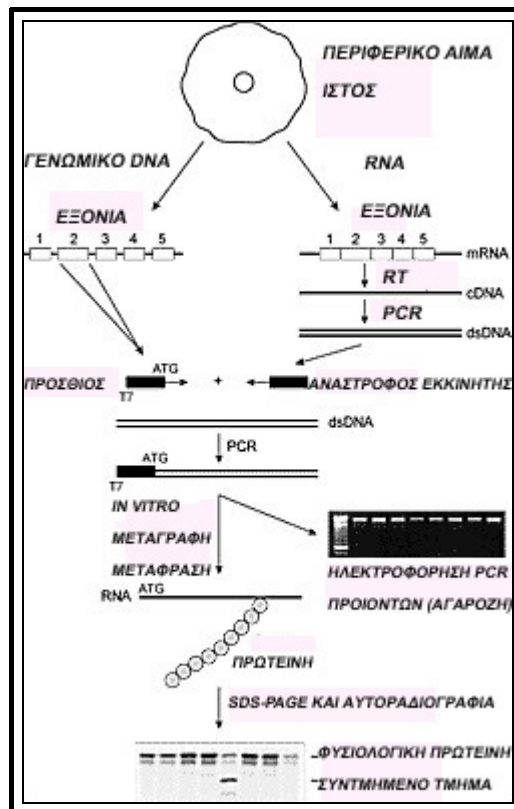 ΠΕΡΙΦΕΡΙΚΟ ΑΙΜΑ
ΙΣΤΟΣ
ΓΕΝΩΜΙΚΟ DNA
RNA
ΕΞΟΝΙΑ
ΕΞΟΝΙΑ
1 2 3 4 5
1 2 3 4 5
mRNA
RT
cDNA
PCR
dsDNA
ΠΡΟΣΘΙΟΣ
ATG
+
ΑΝΑΣΤΡΟΦΟΣ ΕΚΚΙΝΗΤΗΣ
T7
dsDNA
PCR
ATG
T7
IN VITRO
ΜΕΤΑΓΡΑΦΗ
ΜΕΤΑΦΡΑΣΗ
ΗΛΕΚΤΡΟΦΟΡΗΣΗ PCR
ΠΡΟΙΟΝΤΩΝ (ΑΓΑΡΟΖΗ)
RNA
ATG
ΠΡΩΤΕΙΝΗ
SDS-PAGE ΚΑΙ ΑΥΤΟΡΑΔΙΟΓΡΑΦΙΑ
ΦΥΣΙΟΛΟΓΙΚΗ ΠΡΩΤΕΙΝΗ
ΣΥΝΤΜΗΜΕΝΟ ΤΜΗΜΑ